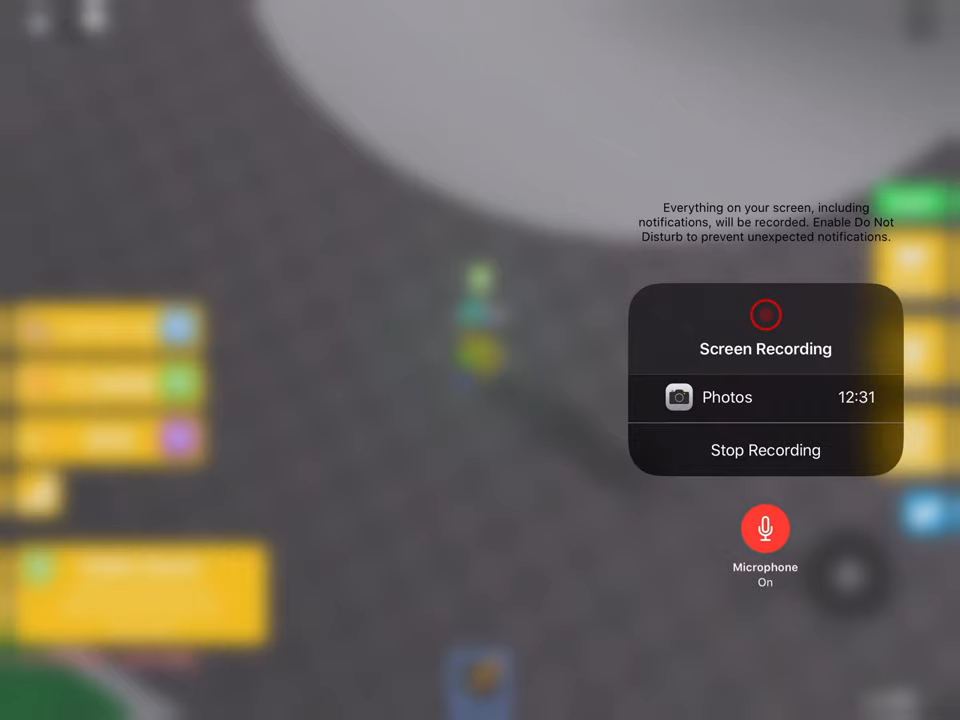 Everything on your screen, including
notifications, will be recorded. Enable Do Not
Disturb to prevent unexpected notifications.
Screen Recording
Photos 12:31
Stop Recording
Microphone
On